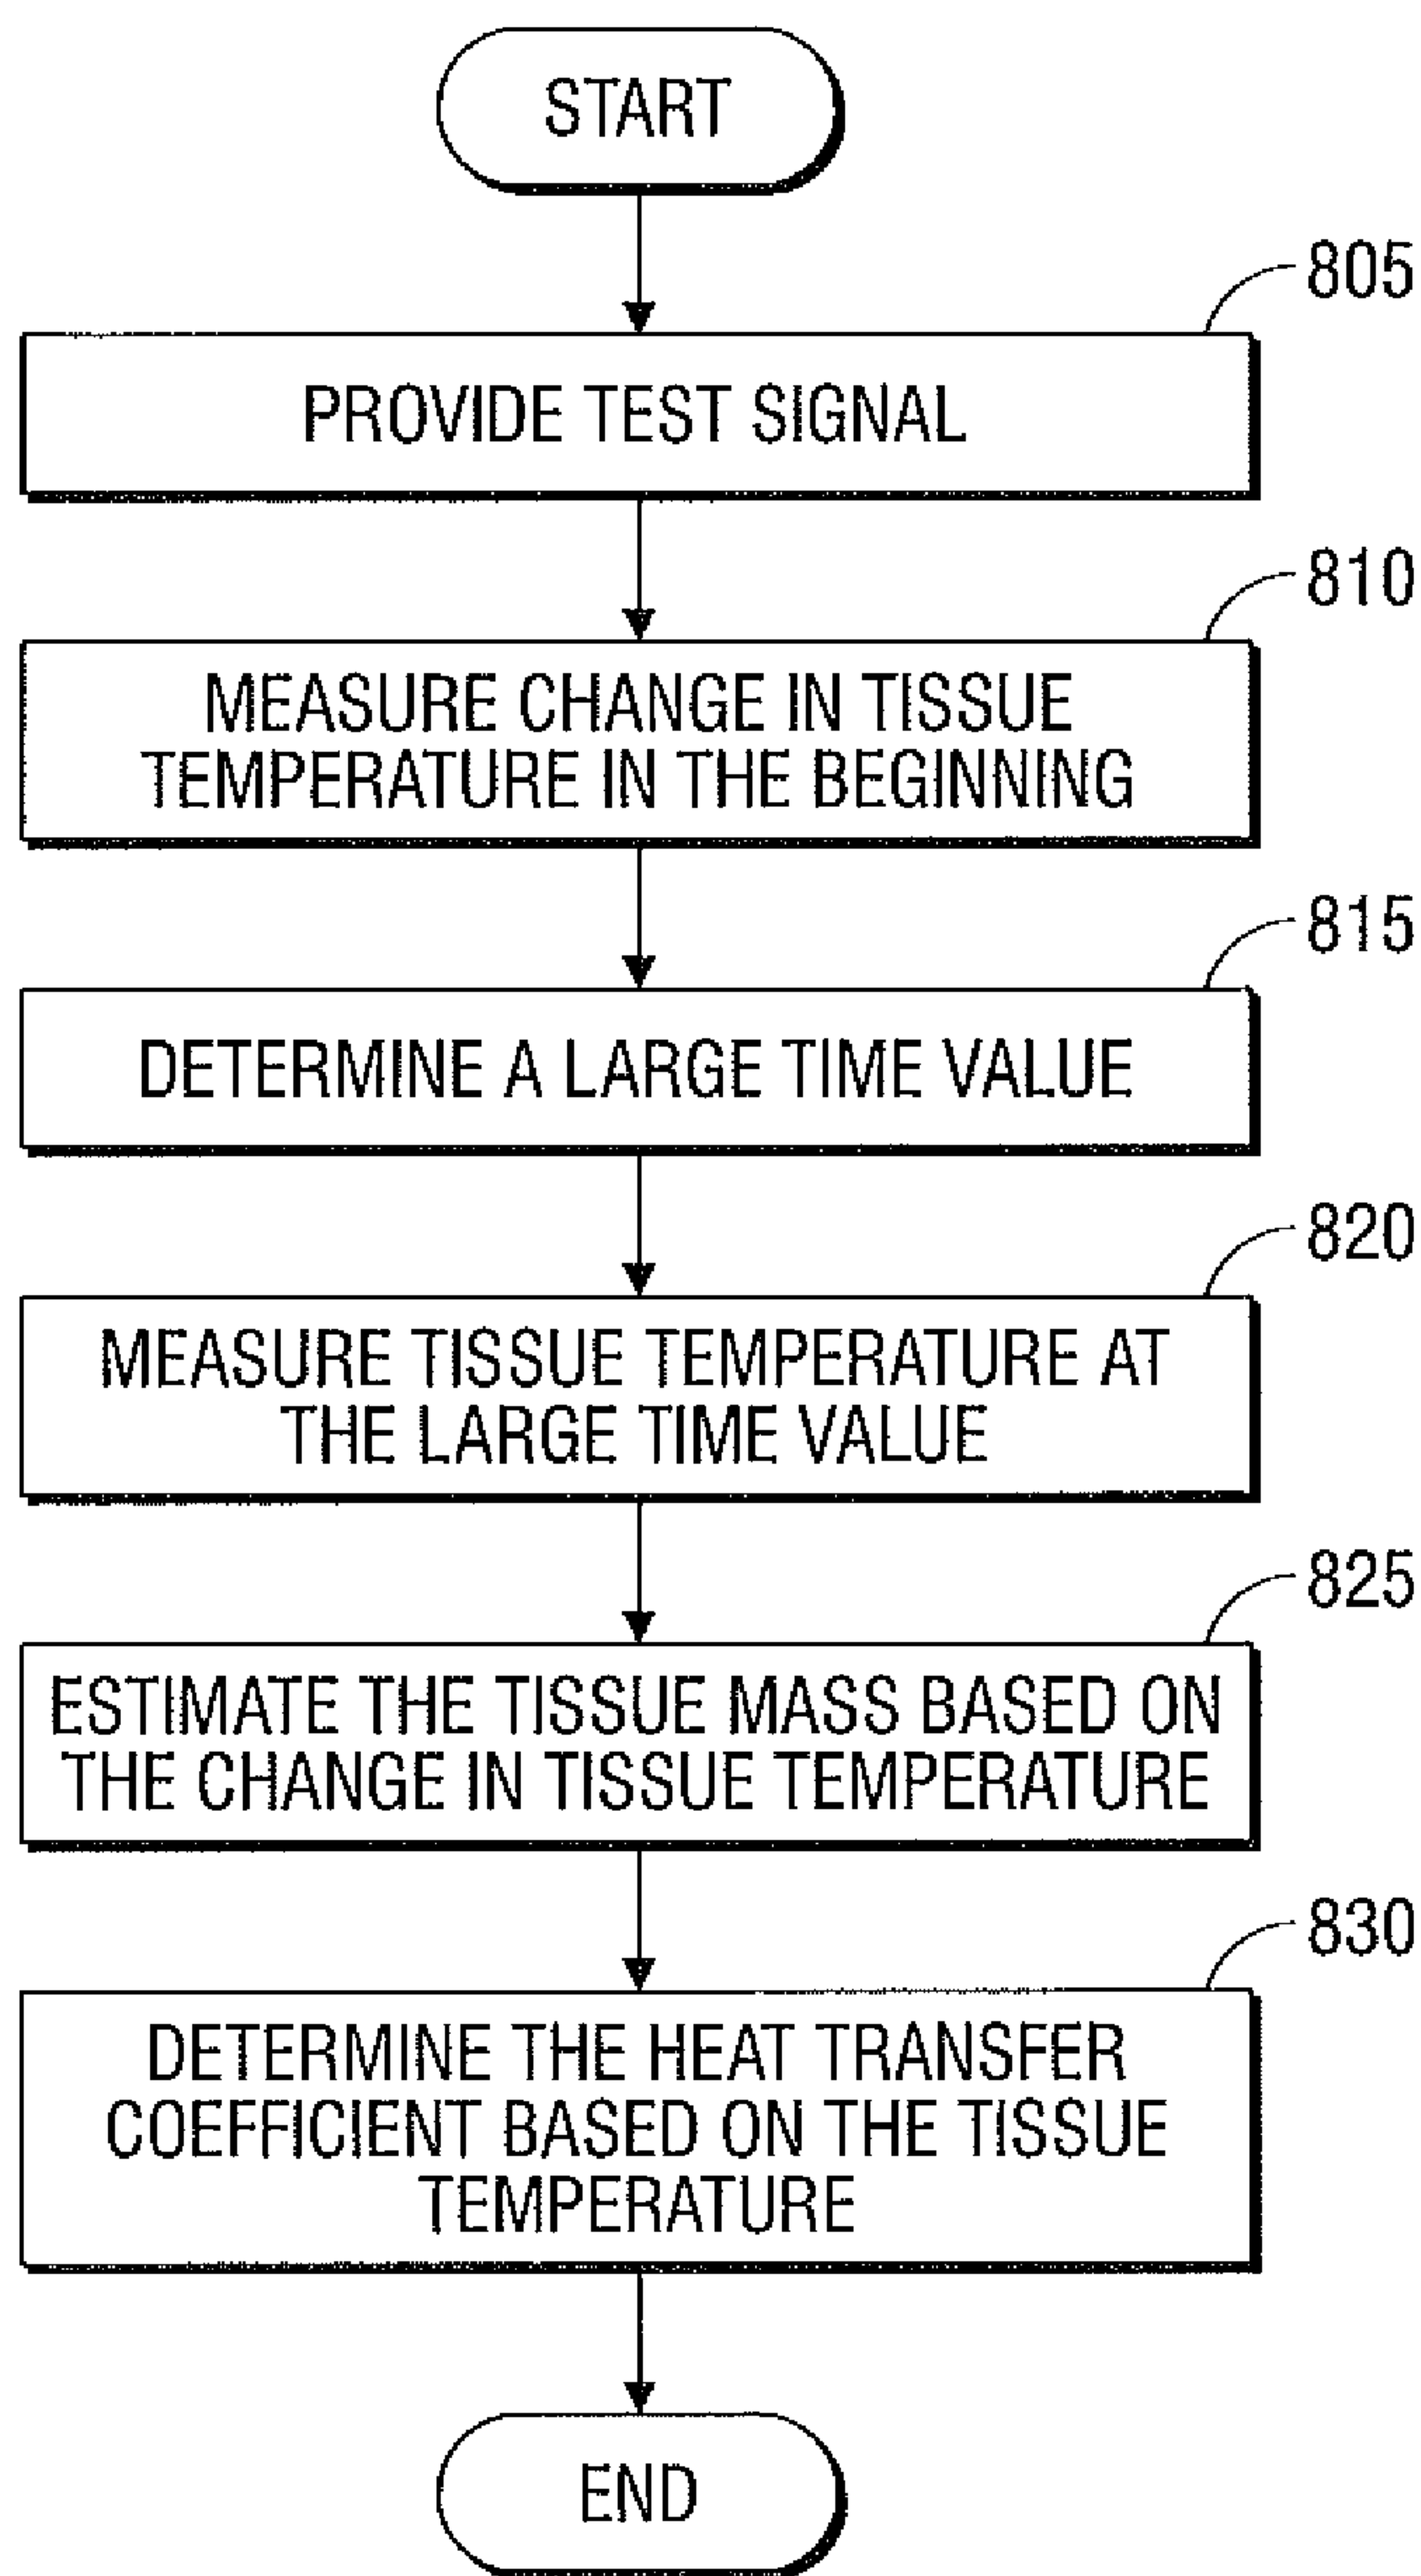 START
805
PROVIDE TEST SIGNAL
810
MEASURE CHANGE IN TISSUE
TEMPERATURE IN THE BEGINNING
815
DETERMINE A LARGE TIME VALUE
820
MEASURE TISSUE TEMPERATURE AT
THE LARGE TIME VALUE
825
ESTIMATE THE TISSUE MASS BASED ON
THE CHANGE IN TISSUE TEMPERATURE
830
DETERMINE THE HEAT TRANSFER
COEFFICIENT BASED ON THE TISSUE
TEMPERATURE
END